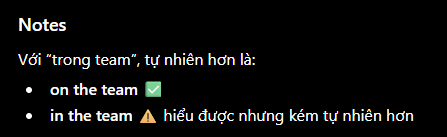 Notes
Với “trong team”, tự nhiên hơn là:
• on the team ✅
• in the team ⚠️ hiểu được nhưng kém tự nhiên hơn